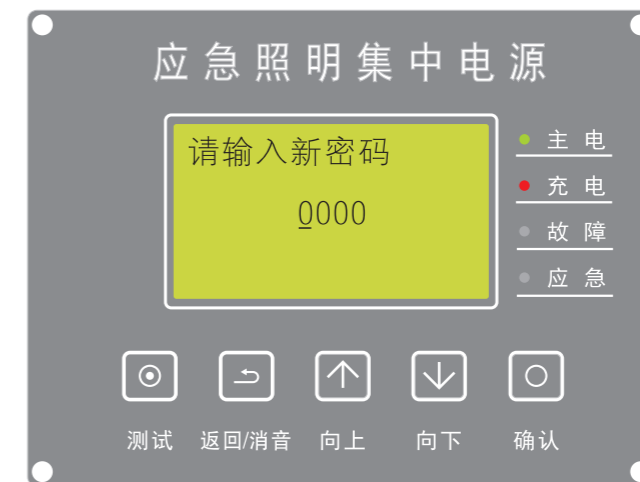 应急照明集中电源
请输入新密码
0000
主电
充电
故障
应急
测试 返回/消音 向上 向下 确认